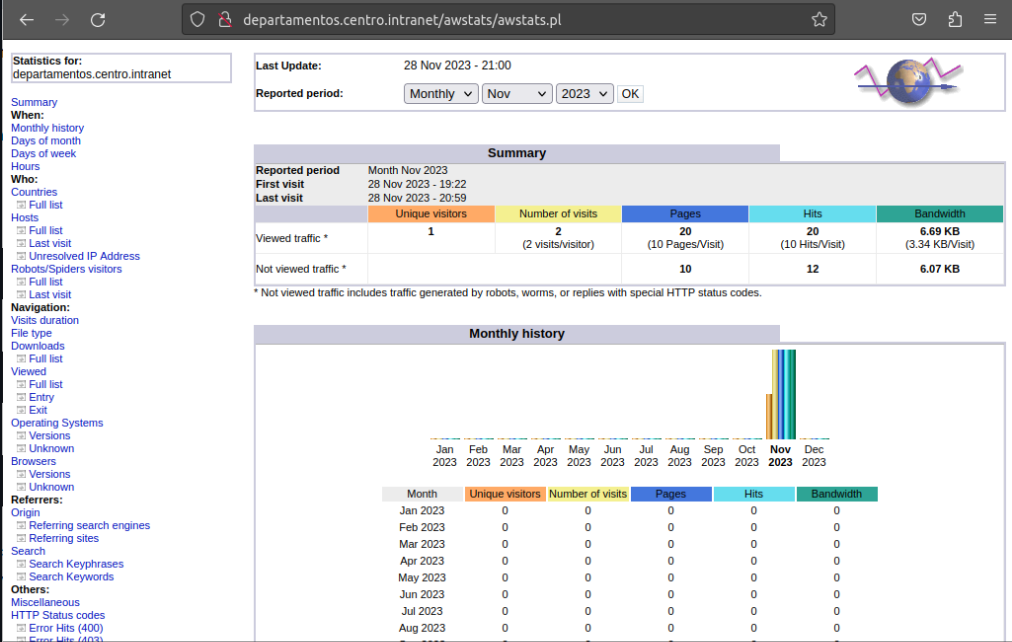 departamentos.centro.intranet/awstats/awstats.pl
Statistics for:
departamentos.centro.intranet
Summary
When:
Monthly history
Days of month
Days of week
Hours
Who:
Countries
Full list
Hosts
Full list
Last visit
Unresolved IP Address
Robots/Spiders visitors
Full list
Last visit
Navigation:
Visits duration
File type
Downloads
Full list
Viewed
Full list
Entry
Exit
Operating Systems
Versions
Unknown
Browsers
Versions
Unknown
Referrers:
Origin
Referring search engines
Referring sites
Search
Search Keyphrases
Search Keywords
Others:
Miscellaneous
HTTP Status codes
Error Hits (400)
Error Hits (403)
Last Update: 28 Nov 2023 - 21:00
Reported period: Monthly Nov 2023 OK
Summary
Reported period Month Nov 2023
First visit 28 Nov 2023 - 19:22
Last visit 28 Nov 2023 - 20:59
Unique visitors Number of visits Pages Hits Bandwidth
Viewed traffic * 1 2 20 20 6.69 KB
(2 visits/visitor) (10 Pages/Visit) (10 Hits/Visit) (3.34 KB/Visit)
Not viewed traffic * 10 12 6.07 KB
* Not viewed traffic includes traffic generated by robots, worms, or replies with special HTTP status codes.
Monthly history
Jan Feb Mar Apr May Jun Jul Aug Sep Oct Nov Dec
2023 2023 2023 2023 2023 2023 2023 2023 2023 2023 2023 2023
Month Unique visitors Number of visits Pages Hits Bandwidth
Jan 2023 0 0 0 0 0
Feb 2023 0 0 0 0 0
Mar 2023 0 0 0 0 0
Apr 2023 0 0 0 0 0
May 2023 0 0 0 0 0
Jun 2023 0 0 0 0 0
Jul 2023 0 0 0 0 0
Aug 2023 0 0 0 0 0